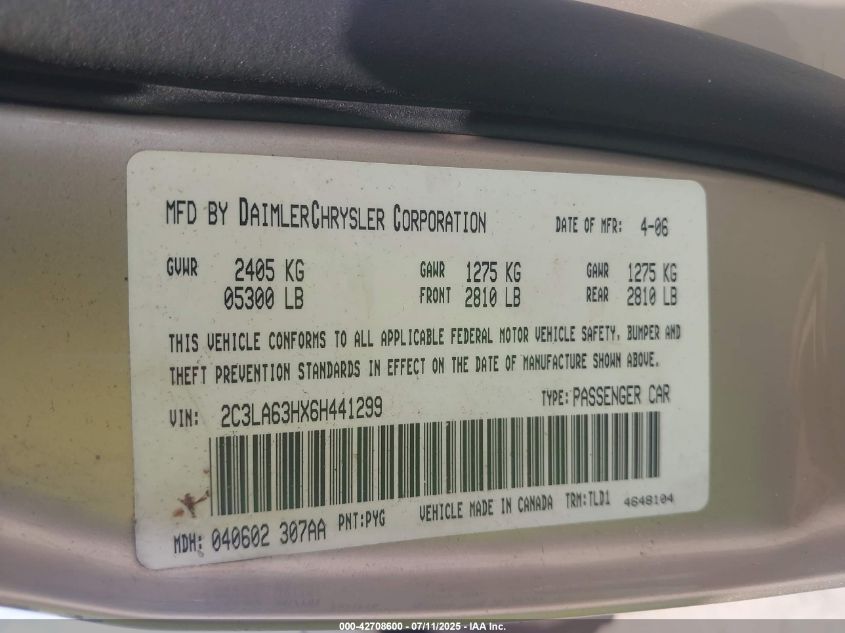 MFD BY DAIMLERCHRYSLER CORPORATION DATE OF MFR: 4-06
GVWR 2405 KG GAWR 1275 KG GAWR 1275 KG
05300 LB FRONT 2810 LB REAR 2810 LB
THIS VEHICLE CONFORMS TO ALL APPLICABLE FEDERAL MOTOR VEHICLE SAFETY, BUMPER AND
THEFT PREVENTION STANDARDS IN EFFECT ON THE DATE OF MANUFACTURE SHOWN ABOVE.
VIN: 2C3LA63HX6H441299 TYPE: PASSENGER CAR
MDH: 040602 307AA PNT:PYG VEHICLE MADE IN CANADA TRM:TLD1 4648104
000-42708600 - 07/11/2025 - IAA Inc.